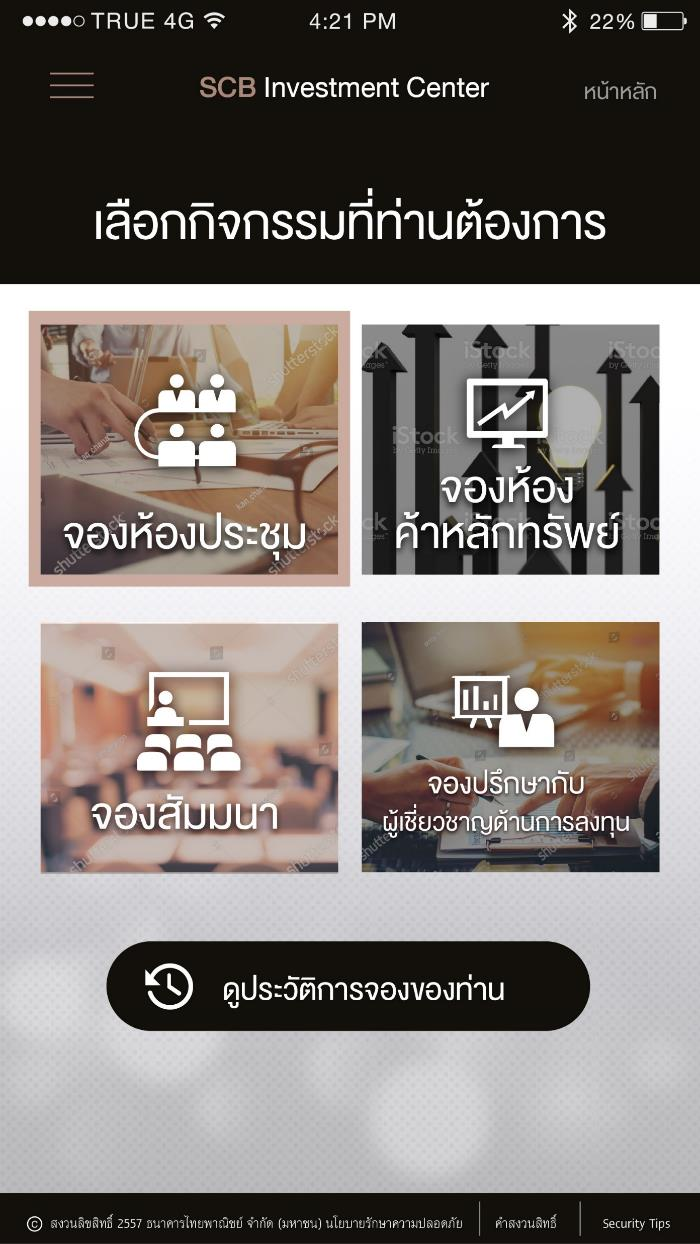 TRUE 4G 4:21 PM 22%
SCB Investment Center หน้าหลัก
เลือกกิจกรรมที่ท่านต้องการ
จองห้องประชุม
จองห้อง
ค้าหลักทรัพย์
จองสัมมนา
จองปรึกษากับ
ผู้เชี่ยวชาญด้านการลงทุน
ดูประวัติการจองของท่าน
© สงวนลิขสิทธิ์ 2557 ธนาคารไทยพาณิชย์ จำกัด (มหาชน) นโยบายรักษาความปลอดภัย คำสงวนสิทธิ์ Security Tips
shutterstock
iStock
by Getty Images